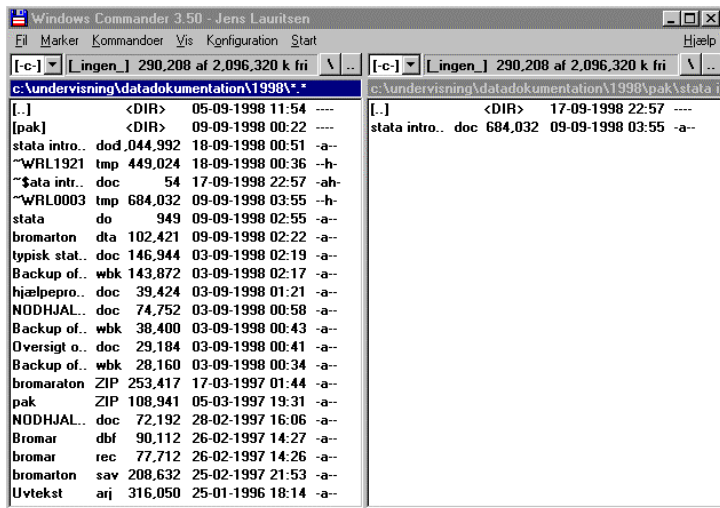 Windows Commander 3.50 - Jens Lauritsen
Fil Marker Kommandoer Vis Konfiguration Start Hjælp
[-c-] [_ingen_] 290,208 af 2,096,320 k fri \ ..
c:\undervisning\datadokumentation\1998\*.*
[..] <DIR> 05-09-1998 11:54 ----
[pak] <DIR> 09-09-1998 00:22 ----
stata intro.. doc1,044,992 18-09-1998 00:51 -a--
~WRL1921 tmp 449,024 18-09-1998 00:36 --h-
~$ata intr.. doc 54 17-09-1998 22:57 -ah-
~WRL0003 tmp 684,032 09-09-1998 03:55 --h-
stata do 949 09-09-1998 02:55 -a--
bromarton dta 102,421 09-09-1998 02:22 -a--
typisk stat.. doc 146,944 03-09-1998 02:19 -a--
Backup of.. wbk 143,872 03-09-1998 02:17 -a--
hjælpepro.. doc 39,424 03-09-1998 01:21 -a--
NODHJAL.. doc 74,752 03-09-1998 00:58 -a--
Backup of.. wbk 38,400 03-09-1998 00:43 -a--
Oversigt o.. doc 29,184 03-09-1998 00:41 -a--
Backup of.. wbk 28,160 03-09-1998 00:34 -a--
bromaraton ZIP 253,417 17-03-1997 01:44 -a--
pak ZIP 108,941 05-03-1997 19:31 -a--
NODHJAL.. doc 72,192 28-02-1997 16:06 -a--
Bromar dbf 90,112 26-02-1997 14:27 -a--
bromar rec 77,712 26-02-1997 14:26 -a--
bromarton sav 208,632 25-02-1997 21:53 -a--
Uvtekst arj 316,050 25-01-1996 18:14 -a--
[-c-] [_ingen_] 290,208 af 2,096,320 k fri \ ..
c:\undervisning\datadokumentation\1998\pak\stata i
[..] <DIR> 17-09-1998 22:57 ----
stata intro.. doc 684,032 09-09-1998 03:55 -a--